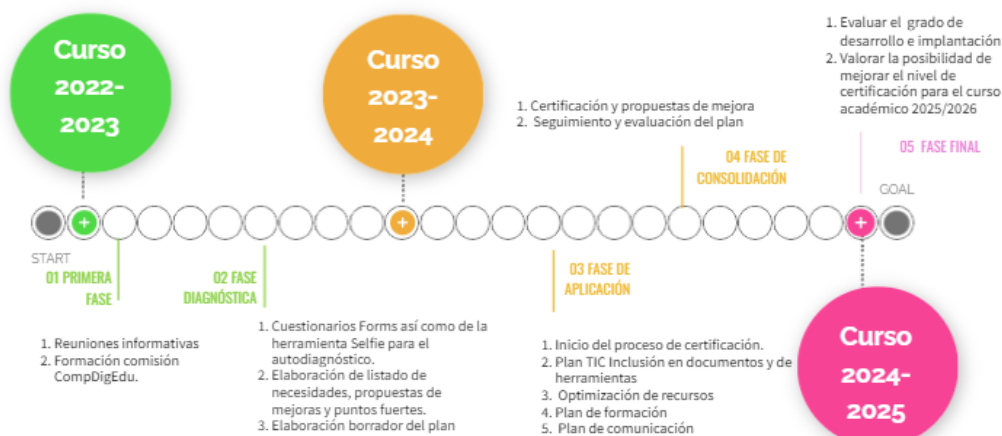 Curso
2022-
2023
Curso
2023-
2024
1. Certificación y propuestas de mejora
2. Seguimiento y evaluación del plan
1. Evaluar el grado de
desarrollo e implantación
2. Valorar la posibilidad de
mejorar el nivel de
certificación para el curso
académico 2025/2026
04 FASE DE
CONSOLIDACIÓN
05 FASE FINAL
GOAL
START
01 PRIMERA
FASE
02 FASE
DIAGNÓSTICA
03 FASE DE
APLICACIÓN
1. Reuniones informativas
2. Formación comisión
CompDigEdu.
1. Cuestionarios Forms así como de la
herramienta Selfie para el
autodiagnóstico.
2. Elaboración de listado de
necesidades, propuestas de
mejoras y puntos fuertes.
3. Elaboración borrador del plan
1. Inicio del proceso de certificación.
2. Plan TIC Inclusión en documentos y de
herramientas
3. Optimización de recursos
4. Plan de formación
5. Plan de comunicación
Curso
2024-
2025